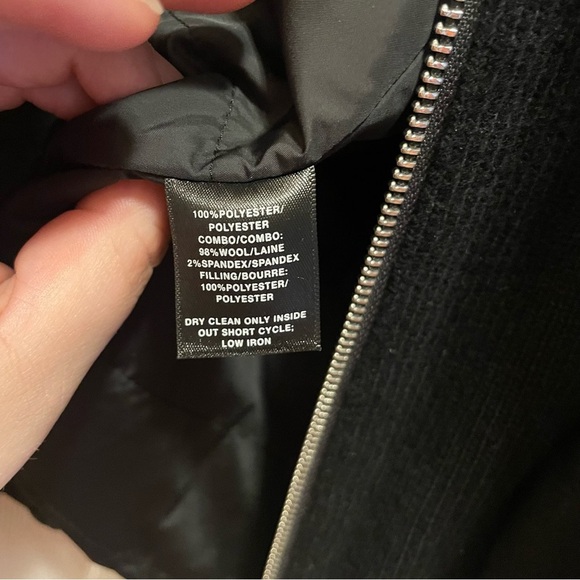 100%POLYESTER/
POLYESTER
COMBO/COMBO:
98%WOOL/LAINE
2%SPANDEX/SPANDEX
FILLING/BOURRE:
100%POLYESTER/
POLYESTER
DRY CLEAN ONLY INSIDE
OUT SHORT CYCLE;
LOW IRON